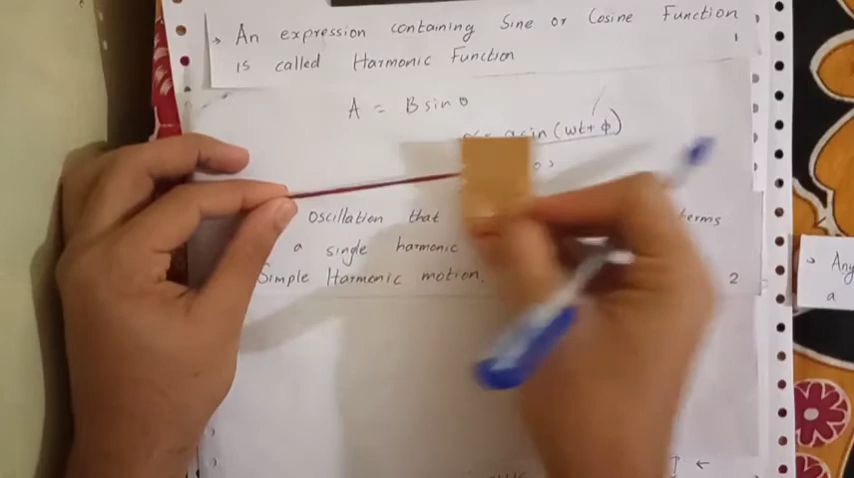 An expression containing Sine or Cosine Function
is called Harmonic Function
A = B sin θ
sin (wt + φ)
oscillation that terms
a single harmonic
Simple Harmonic motion.
2
Any
a